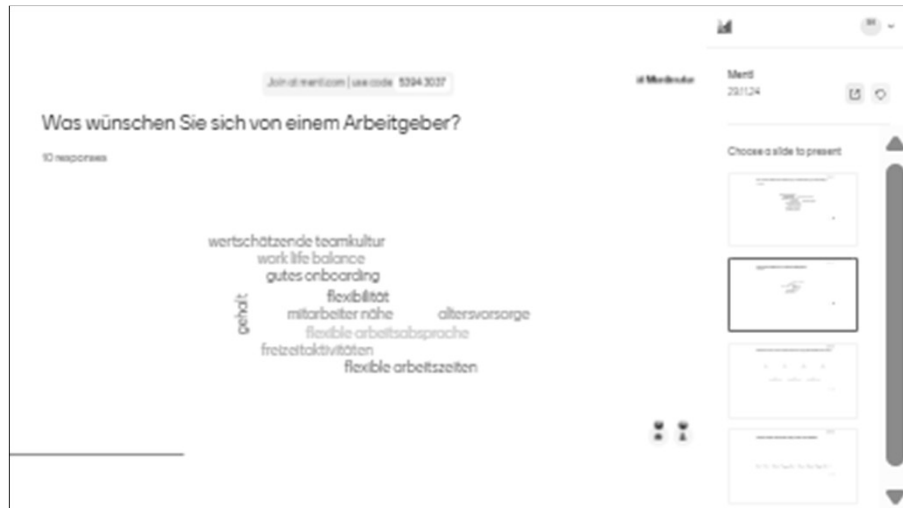 Join at menti.com | use code 5394 3037
Mentimeter
Was wünschen Sie sich von einem Arbeitgeber?
10 responses
wertschätzende teamkultur
work life balance
gutes onboarding
gehalt
flexibilität
mitarbeiter nähe
altersvorsorge
flexible arbeitsabsprache
freizeitaktivitäten
flexible arbeitszeiten
Menti
29.11.24
Choose a slide to present